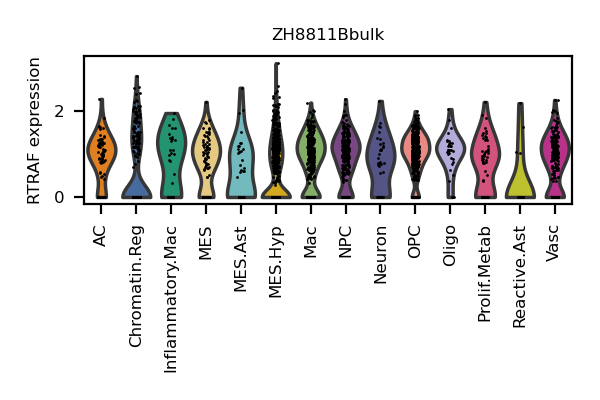 ZH8811Bbulk
RTRAF expression
2
0
AC
Chromatin.Reg
Inflammatory.Mac
MES
MES.Ast
MES.Hyp
Mac
NPC
Neuron
OPC
Oligo
Prolif.Metab
Reactive.Ast
Vasc